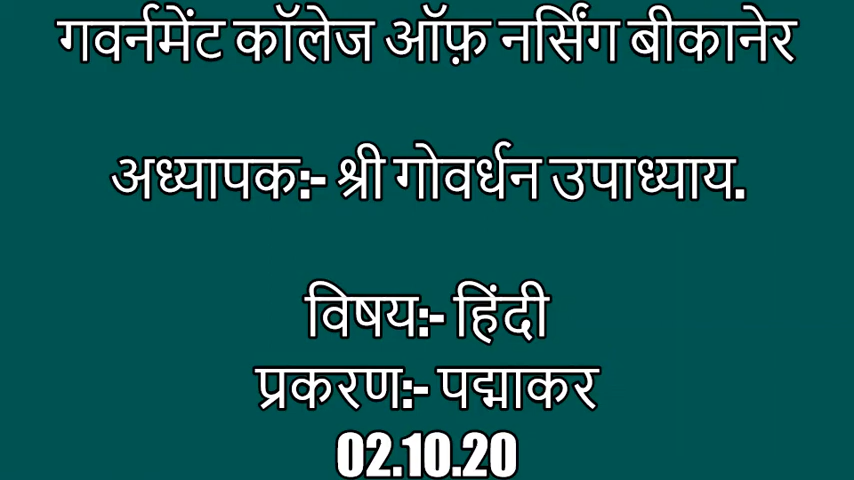 गवर्नमेंट कॉलेज ऑफ़ नर्सिंग बीकानेर
अध्यापक:- श्री गोवर्धन उपाध्याय.
विषय:- हिंदी
प्रकरण:- पद्माकर
02.10.20